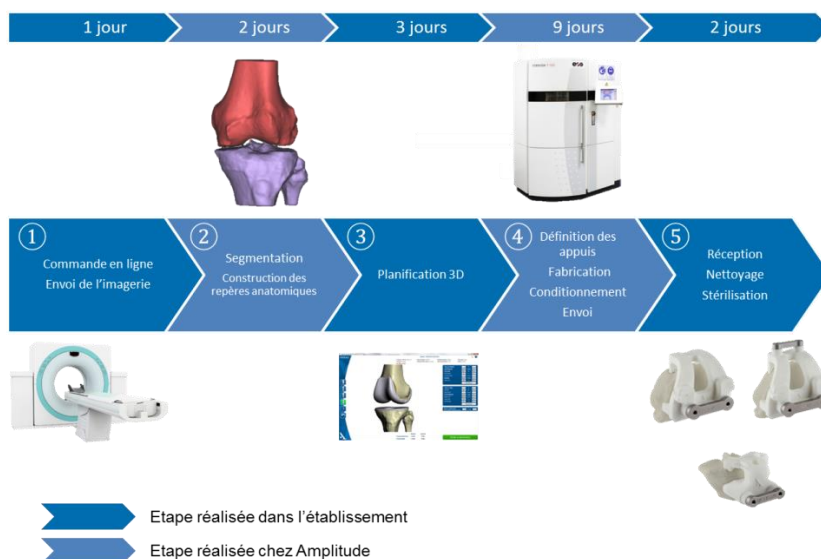 1 jour
2 jours
3 jours
9 jours
2 jours
1
Commande en ligne
Envoi de l'imagerie
2
Segmentation
Construction des
repères anatomiques
3
Planification 3D
4
Définition des
appuis
Fabrication
Conditionnement
Envoi
5
Réception
Nettoyage
Stérilisation
Etape réalisée dans l'établissement
Etape réalisée chez Amplitude